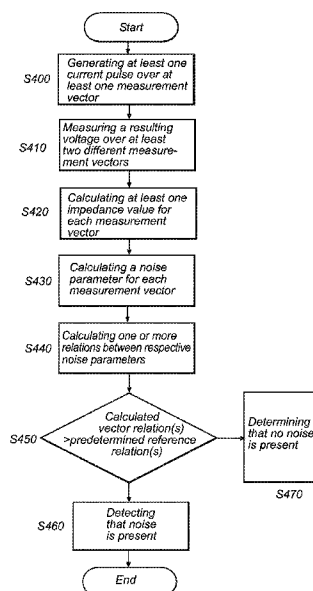 Start
S400
Generating at least one
current pulse over at
least one measurement
vector
S410
Measuring a resulting
voltage over at least
two different measure-
ment vectors
S420
Calculating at least one
impedance value for
each measurement
vector
S430
Calculating a noise
parameter for each
measurement vector
S440
Calculating one or more
relations between respective
noise parameters
S450
Calculated
vector relation(s)
>predetermined reference
relation(s)
Determining
that no noise
is present
S470
S460
Detecting
that noise
is present
End